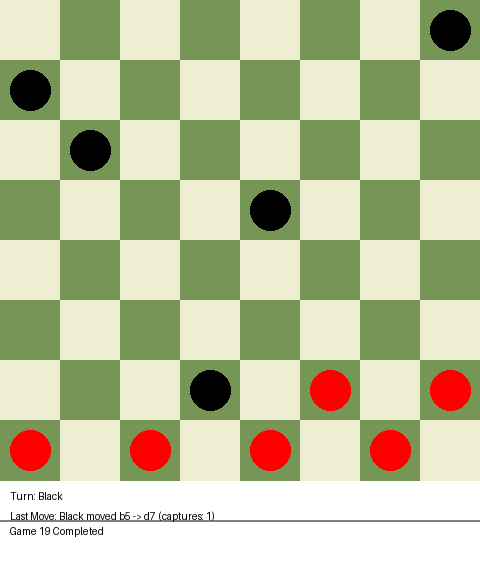 Turn: Black
Last Move: Black moved b5 -> d7 (captures: 1)
Game 19 Completed